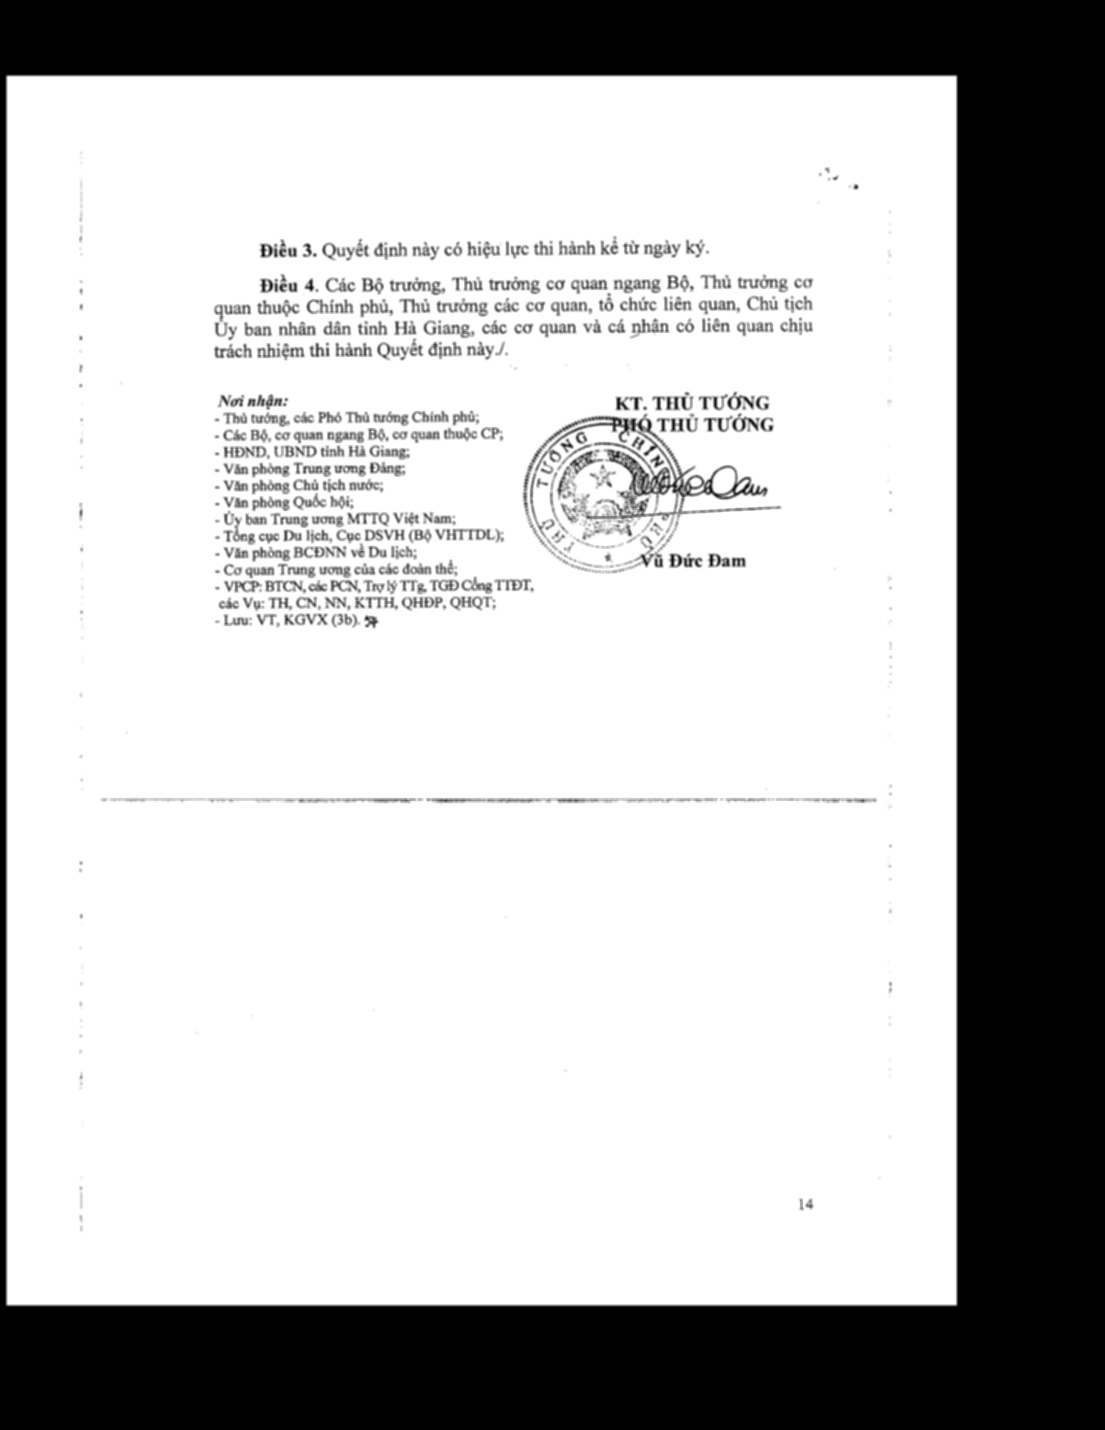 Điều 3. Quyết định này có hiệu lực thi hành kể từ ngày ký.
Điều 4. Các Bộ trưởng, Thủ trưởng cơ quan ngang Bộ, Thủ trưởng cơ
quan thuộc Chính phủ, Thủ trưởng các cơ quan, tổ chức liên quan, Chủ tịch
Ủy ban nhân dân tỉnh Hà Giang, các cơ quan và cá nhân có liên quan chịu
trách nhiệm thi hành Quyết định này./.
Nơi nhận:
- Thủ tướng, các Phó Thủ tướng Chính phủ;
- Các Bộ, cơ quan ngang Bộ, cơ quan thuộc CP;
- HĐND, UBND tỉnh Hà Giang;
- Văn phòng Trung ương Đảng;
- Văn phòng Chủ tịch nước;
- Văn phòng Quốc hội;
- Ủy ban Trung ương MTTQ Việt Nam;
- Tổng cục Du lịch, Cục DSVH (Bộ VHTTDL);
- Văn phòng BCĐNN về Du lịch;
- Cơ quan Trung ương của các đoàn thể;
- VPCP: BTCN, các PCN, Trợ lý TTg, TGĐ Cổng TTĐT,
các Vụ: TH, CN, NN, KTTH, QHĐP, QHQT;
- Lưu: VT, KGVX (3b).
KT. THỦ TƯỚNG
PHÓ THỦ TƯỚNG
THỦ TƯỚNG CHÍNH PHỦ
Vũ Đức Đam
14